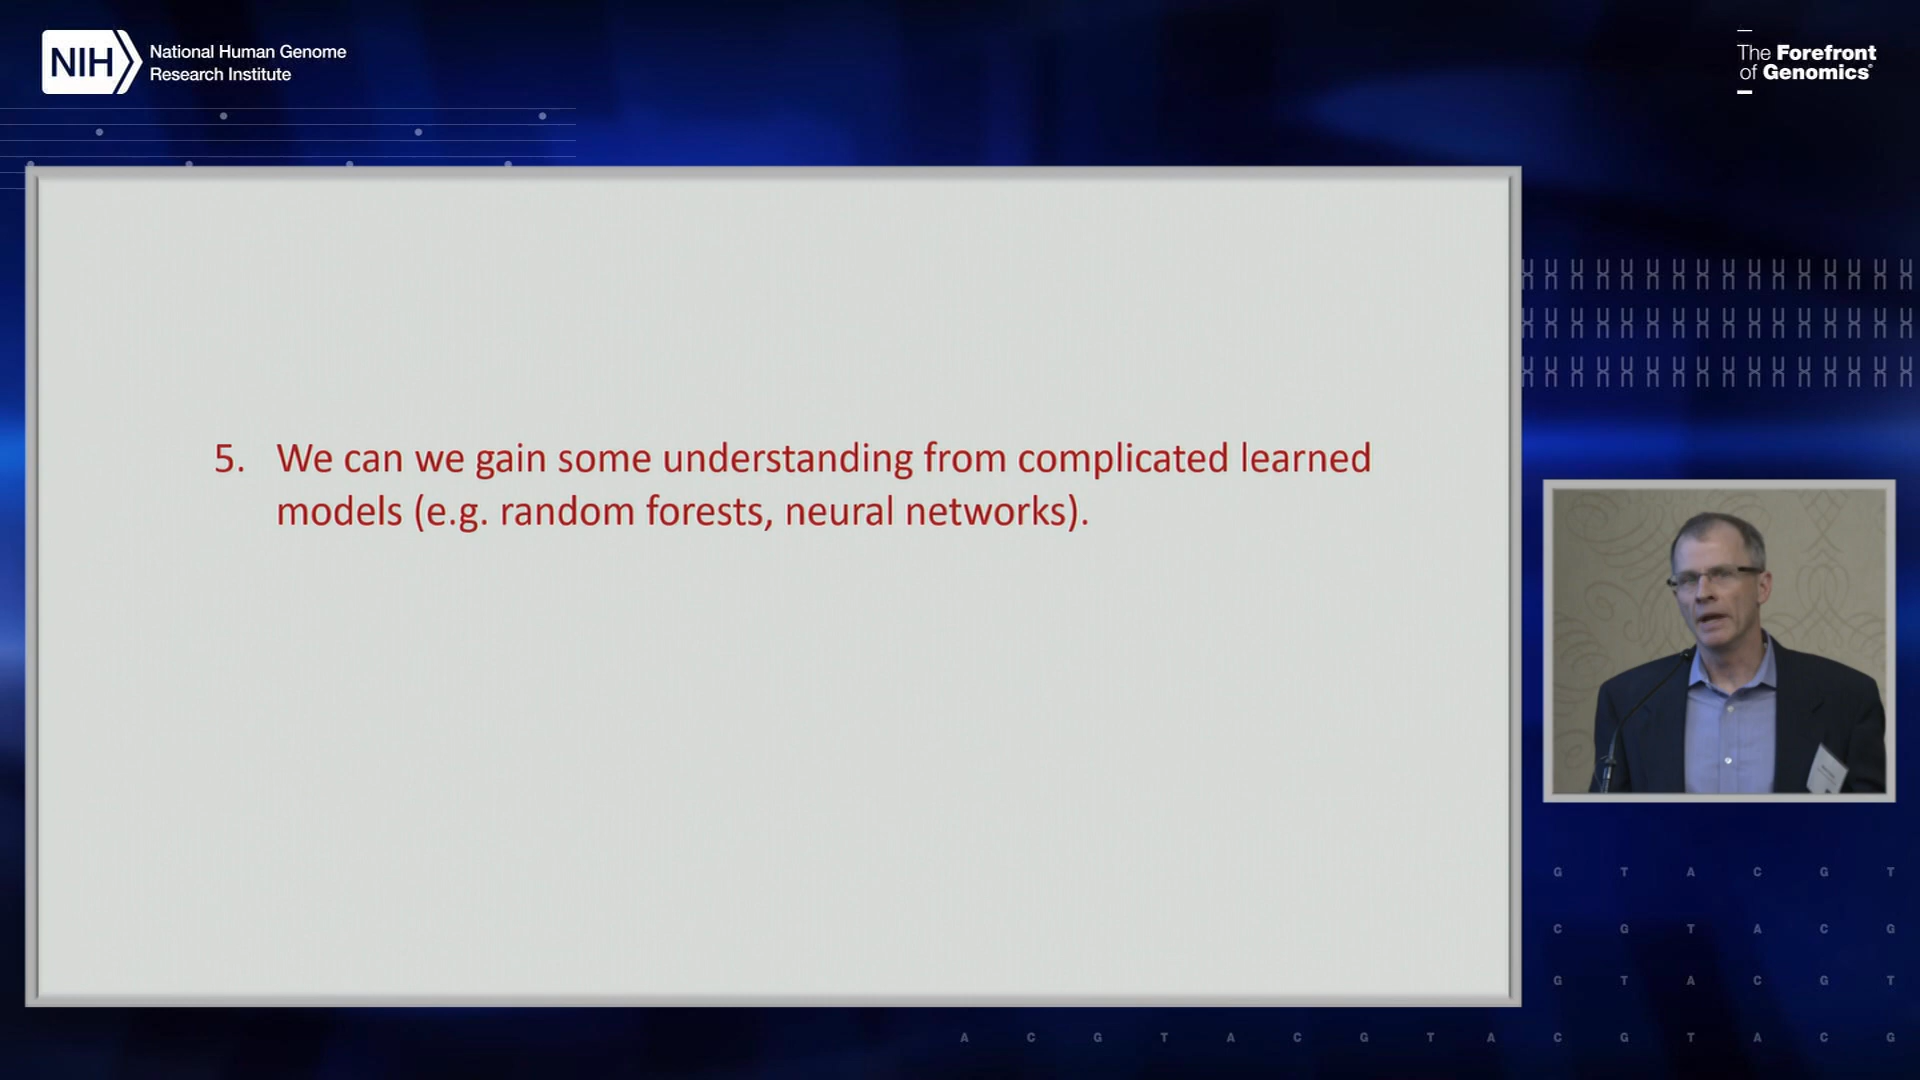 NIH National Human Genome
Research Institute
The Forefront
of Genomics®
5. We can we gain some understanding from complicated learned
models (e.g. random forests, neural networks).
G T A C G T
C G T A C G
G T A C G T
A C G T A C G T A C G T A C G